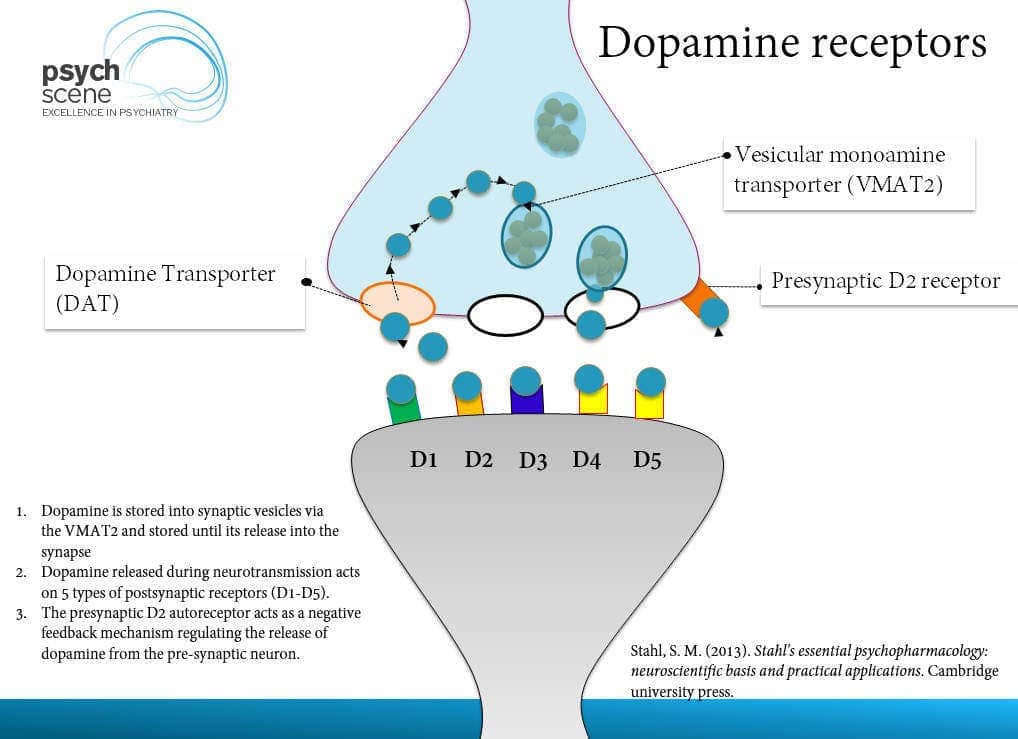 psych
scene
EXCELLENCE IN PSYCHIATRY
Dopamine receptors
Vesicular monoamine
transporter (VMAT2)
Dopamine Transporter
(DAT)
Presynaptic D2 receptor
D1 D2 D3 D4 D5
1. Dopamine is stored into synaptic vesicles via
the VMAT2 and stored until its release into the
synapse
2. Dopamine released during neurotransmission acts
on 5 types of postsynaptic receptors (D1-D5).
3. The presynaptic D2 autoreceptor acts as a negative
feedback mechanism regulating the release of
dopamine from the pre-synaptic neuron.
Stahl, S. M. (2013). Stahl's essential psychopharmacology:
neuroscientific basis and practical applications. Cambridge
university press.